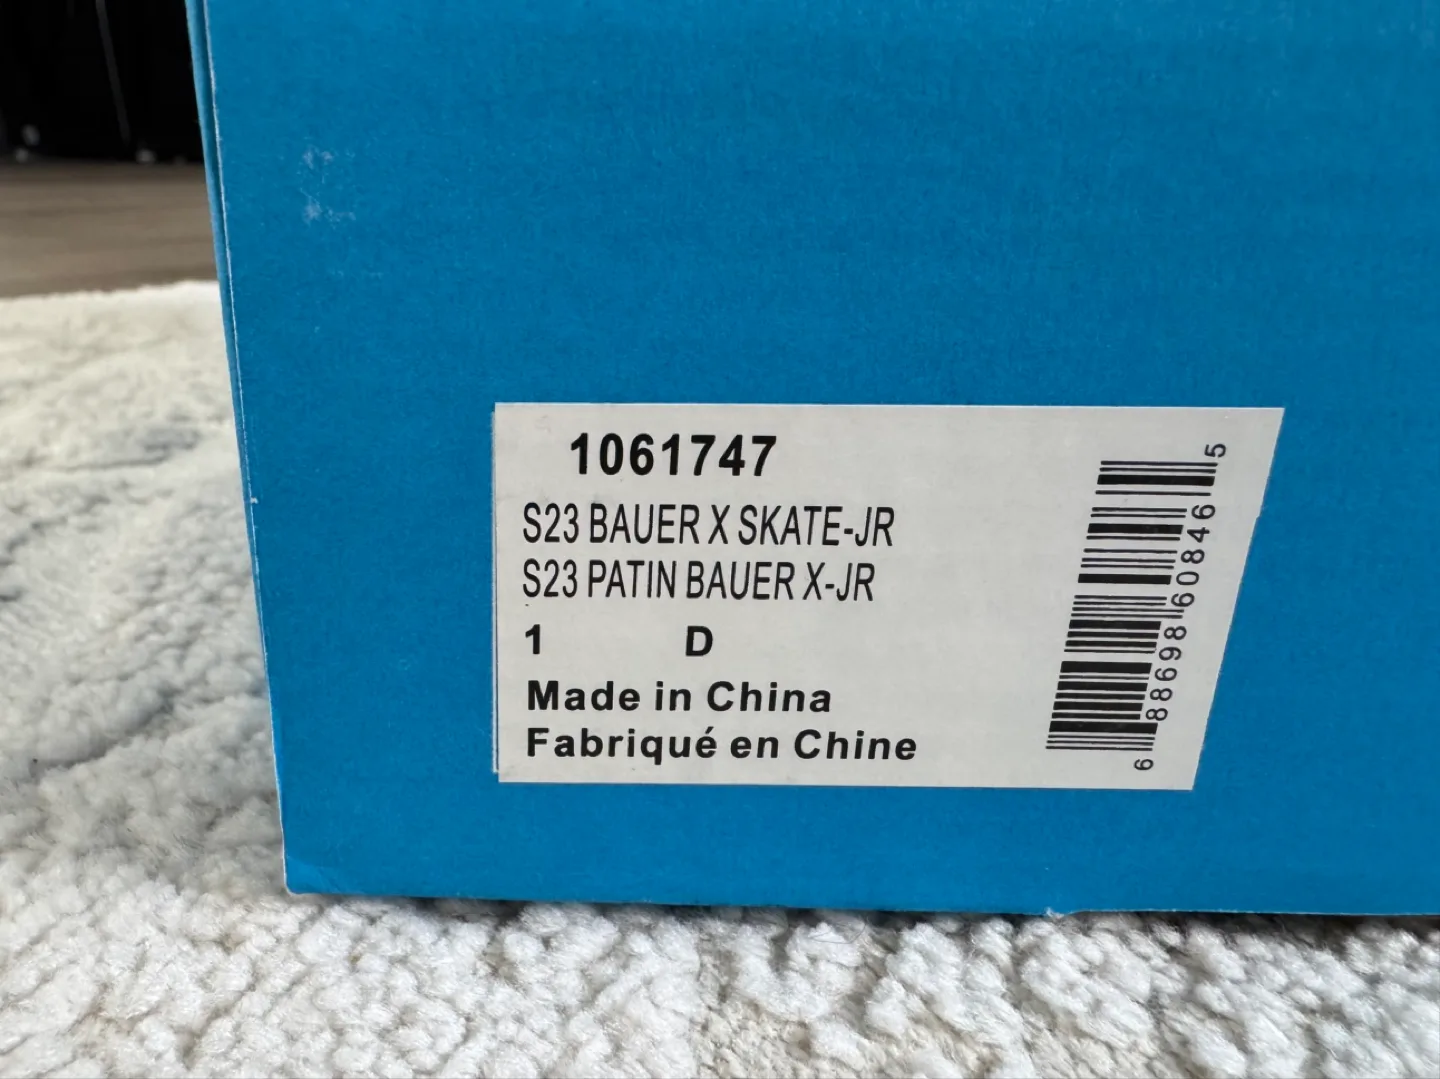 1061747
S23 BAUER X SKATE-JR
S23 PATIN BAUER X-JR
1 D
Made in China
Fabriqué en Chine
6 88698 60846 5